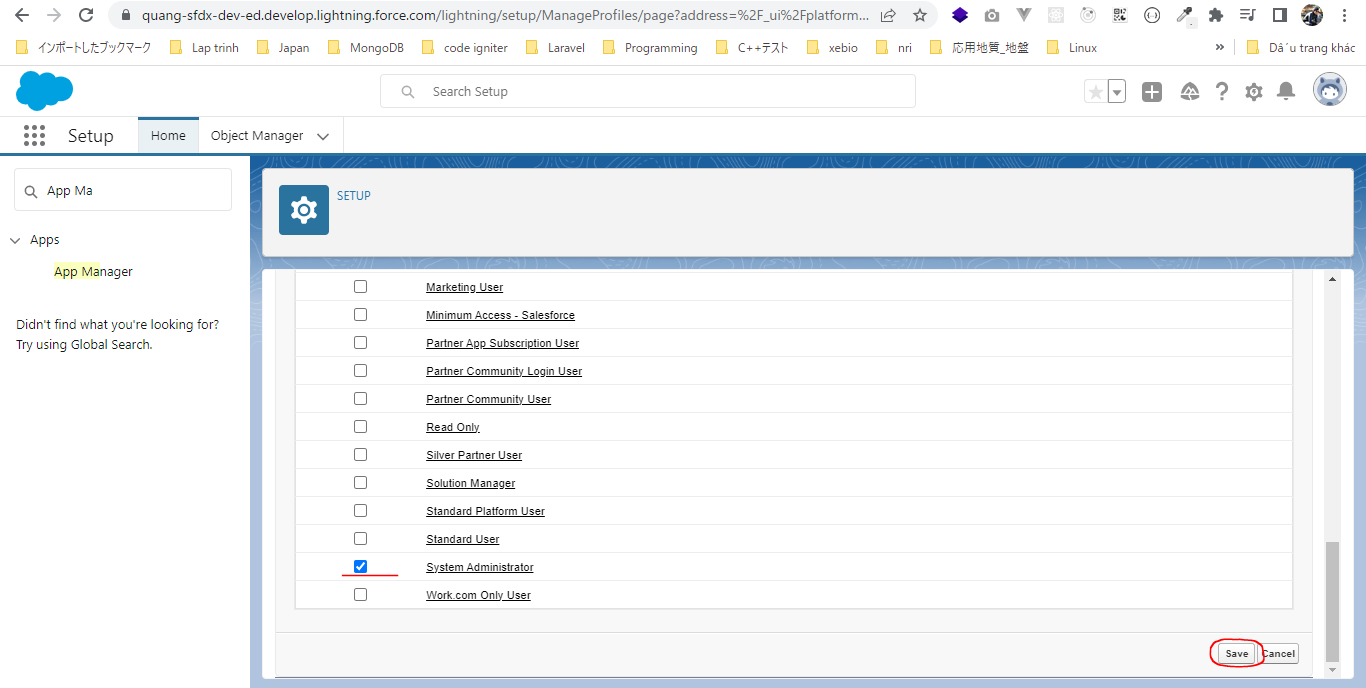 quang-sfdx-dev-ed.develop.lightning.force.com/lightning/setup/ManageProfiles/page?address=%2F_ui%2Fplatform...
インポートしたブックマーク Lap trinh Japan MongoDB code igniter Laravel Programming C++テスト xebio nri 応用地質_地盤 Linux » Dấu trang khác
Search Setup
Setup Home Object Manager
App Ma
SETUP
Apps
App Manager
Didn't find what you're looking for?
Try using Global Search.
Marketing User
Minimum Access - Salesforce
Partner App Subscription User
Partner Community Login User
Partner Community User
Read Only
Silver Partner User
Solution Manager
Standard Platform User
Standard User
System Administrator
Work.com Only User
Save Cancel